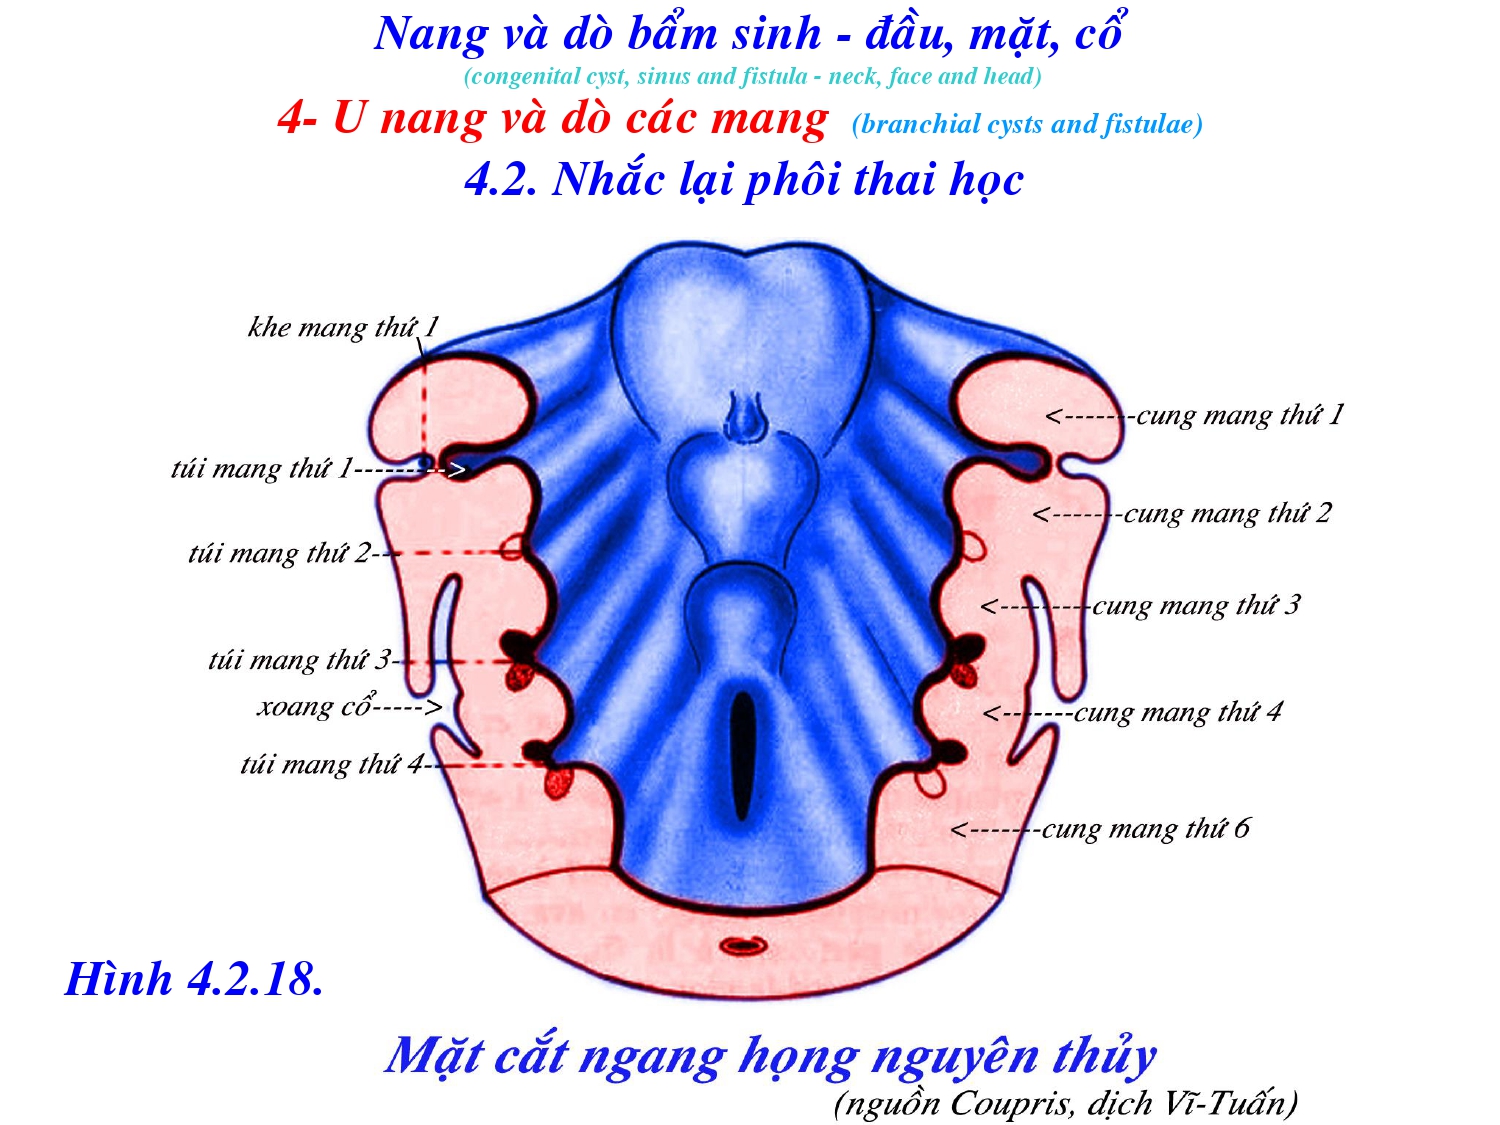 Nang và dò bẩm sinh - đầu, mặt, cổ
(congenital cyst, sinus and fistula - neck, face and head)
4- U nang và dò các mang (branchial cysts and fistulae)
4.2. Nhắc lại phôi thai học
khe mang thứ 1
<-------cung mang thứ 1
túi mang thứ 1--------->
<-------cung mang thứ 2
túi mang thứ 2---
<---------cung mang thứ 3
túi mang thứ 3-
xoang cổ----->
<-------cung mang thứ 4
túi mang thứ 4--
<-------cung mang thứ 6
Hình 4.2.18.
Mặt cắt ngang họng nguyên thủy
(nguồn Coupris, dịch Vĩ-Tuấn)